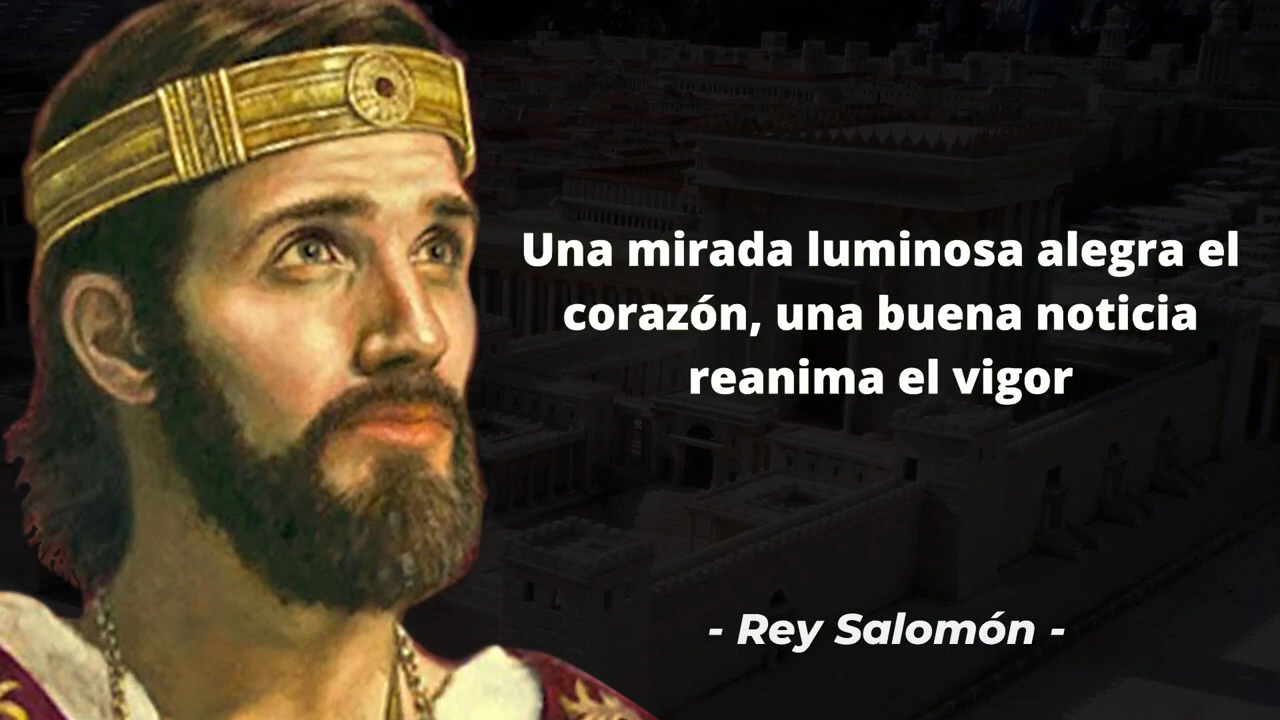 Una mirada luminosa alegra el
corazón, una buena noticia
reanima el vigor
- Rey Salomón -